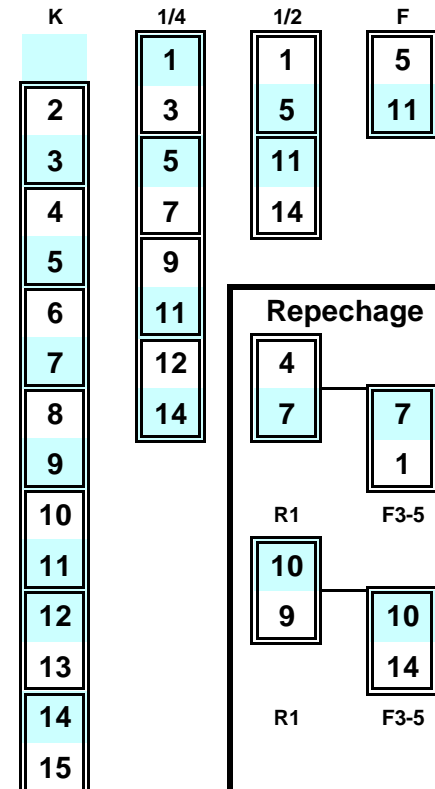 K 1/4 1/2 F
1 1 5
2 3 5 11
3 5 11
4 7 14
5 9
6 11 Repechage
7 12 4
8 14 7 7
9 1
10 R1 F3-5
11 10
12 9 10
13 14
14 R1 F3-5
15